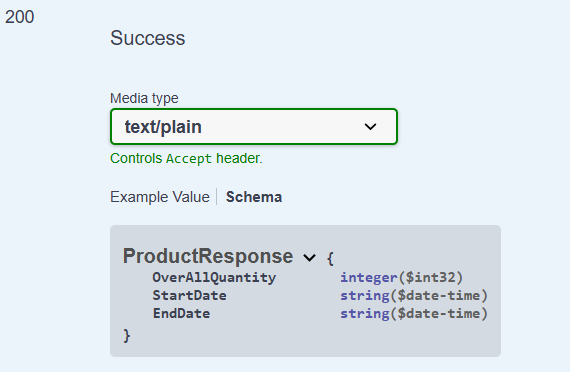 200
Success
Media type
text/plain
Controls Accept header.
Example Value Schema
ProductResponse {
OverAllQuantity integer($int32)
StartDate string($date-time)
EndDate string($date-time)
}